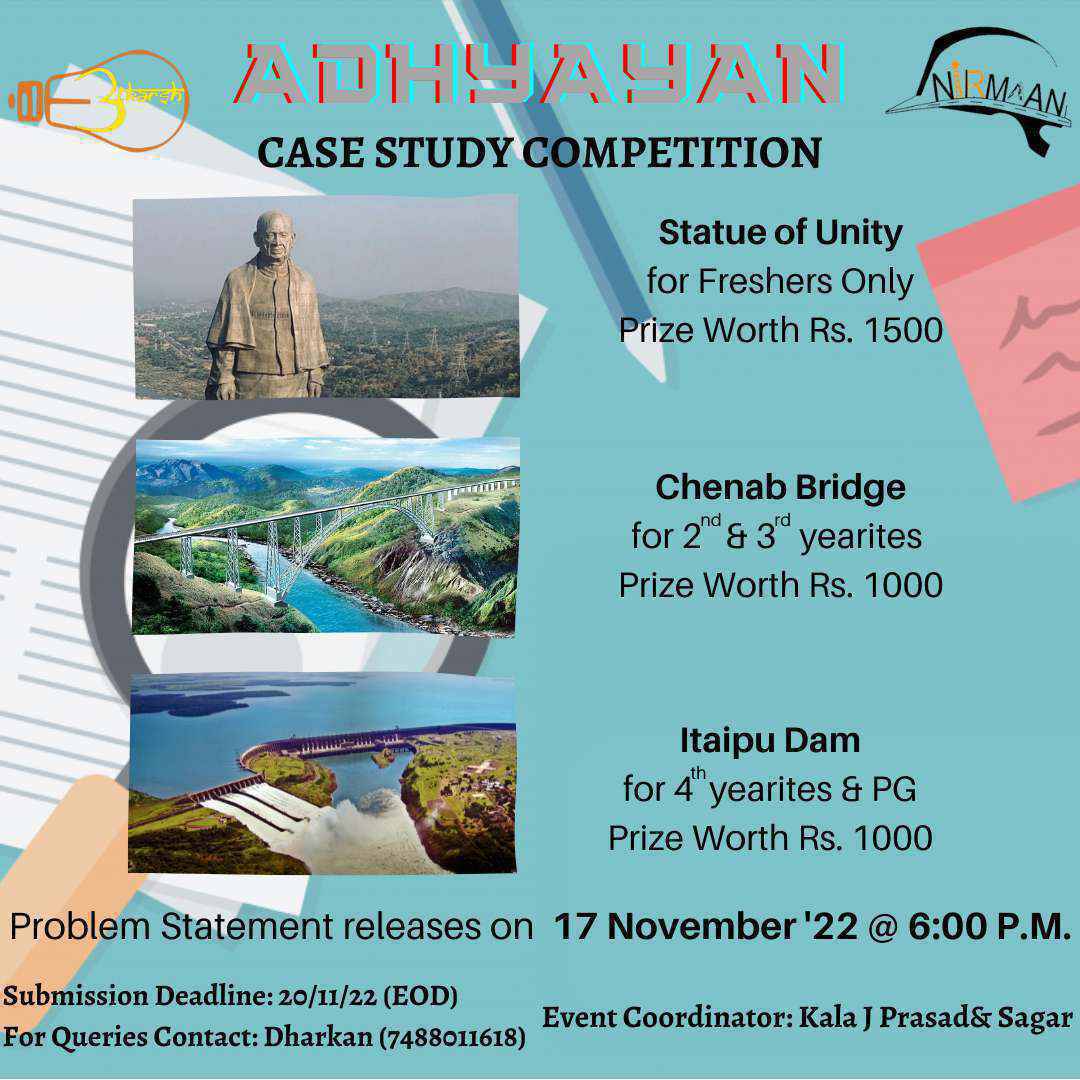 उत्karsh
ADHYAYAN
NiRMAAN
CASE STUDY COMPETITION
Statue of Unity
for Freshers Only
Prize Worth Rs. 1500
Chenab Bridge
for 2nd & 3rd yearites
Prize Worth Rs. 1000
Itaipu Dam
for 4th yearites & PG
Prize Worth Rs. 1000
Problem Statement releases on 17 November '22 @ 6:00 P.M.
Submission Deadline: 20/11/22 (EOD)
For Queries Contact: Dharkan (7488011618)
Event Coordinator: Kala J Prasad& Sagar